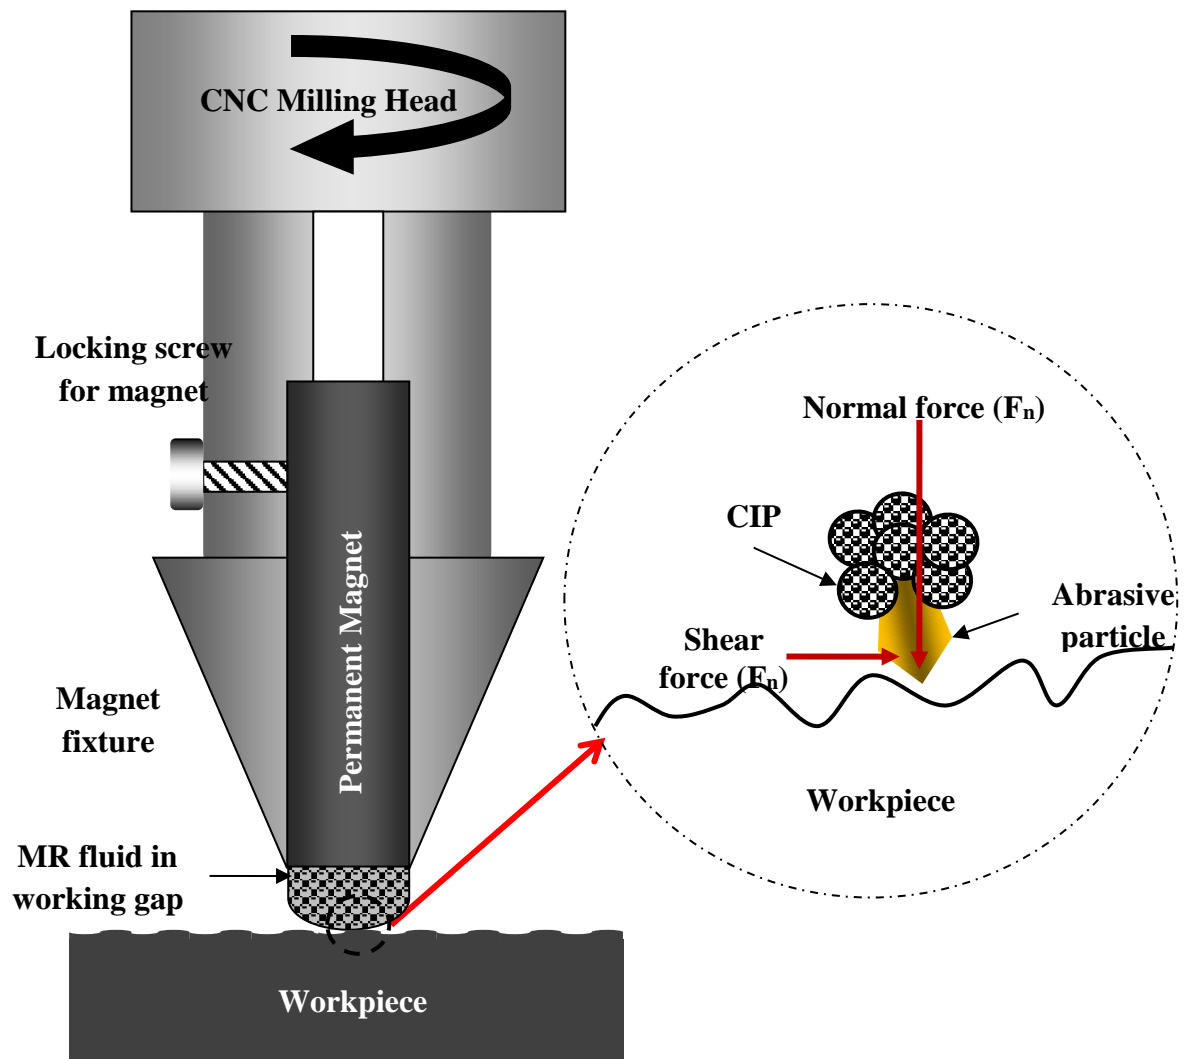 CNC Milling Head
Locking screw
for magnet
Permanent Magnet
Magnet
fixture
MR fluid in
working gap
Workpiece
Normal force (Fₙ)
CIP
Abrasive
particle
Shear
force (Fₙ)
Workpiece